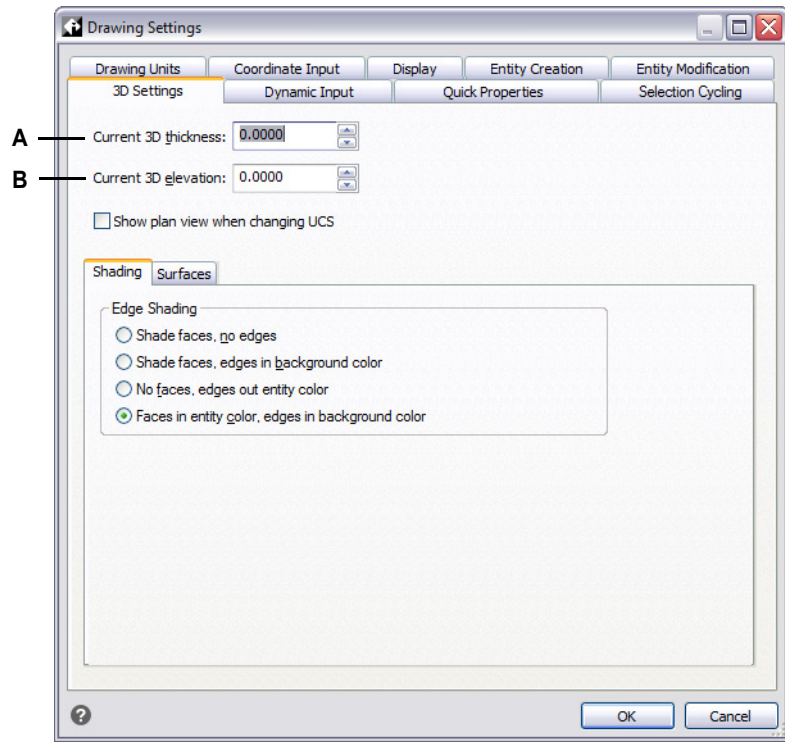 Drawing Settings
Drawing Units Coordinate Input Display Entity Creation Entity Modification
3D Settings Dynamic Input Quick Properties Selection Cycling
A Current 3D thickness: 0.0000
B Current 3D elevation: 0.0000
Show plan view when changing UCS
Shading Surfaces
Edge Shading
Shade faces, no edges
Shade faces, edges in background color
No faces, edges out entity color
Faces in entity color, edges in background color
? OK Cancel